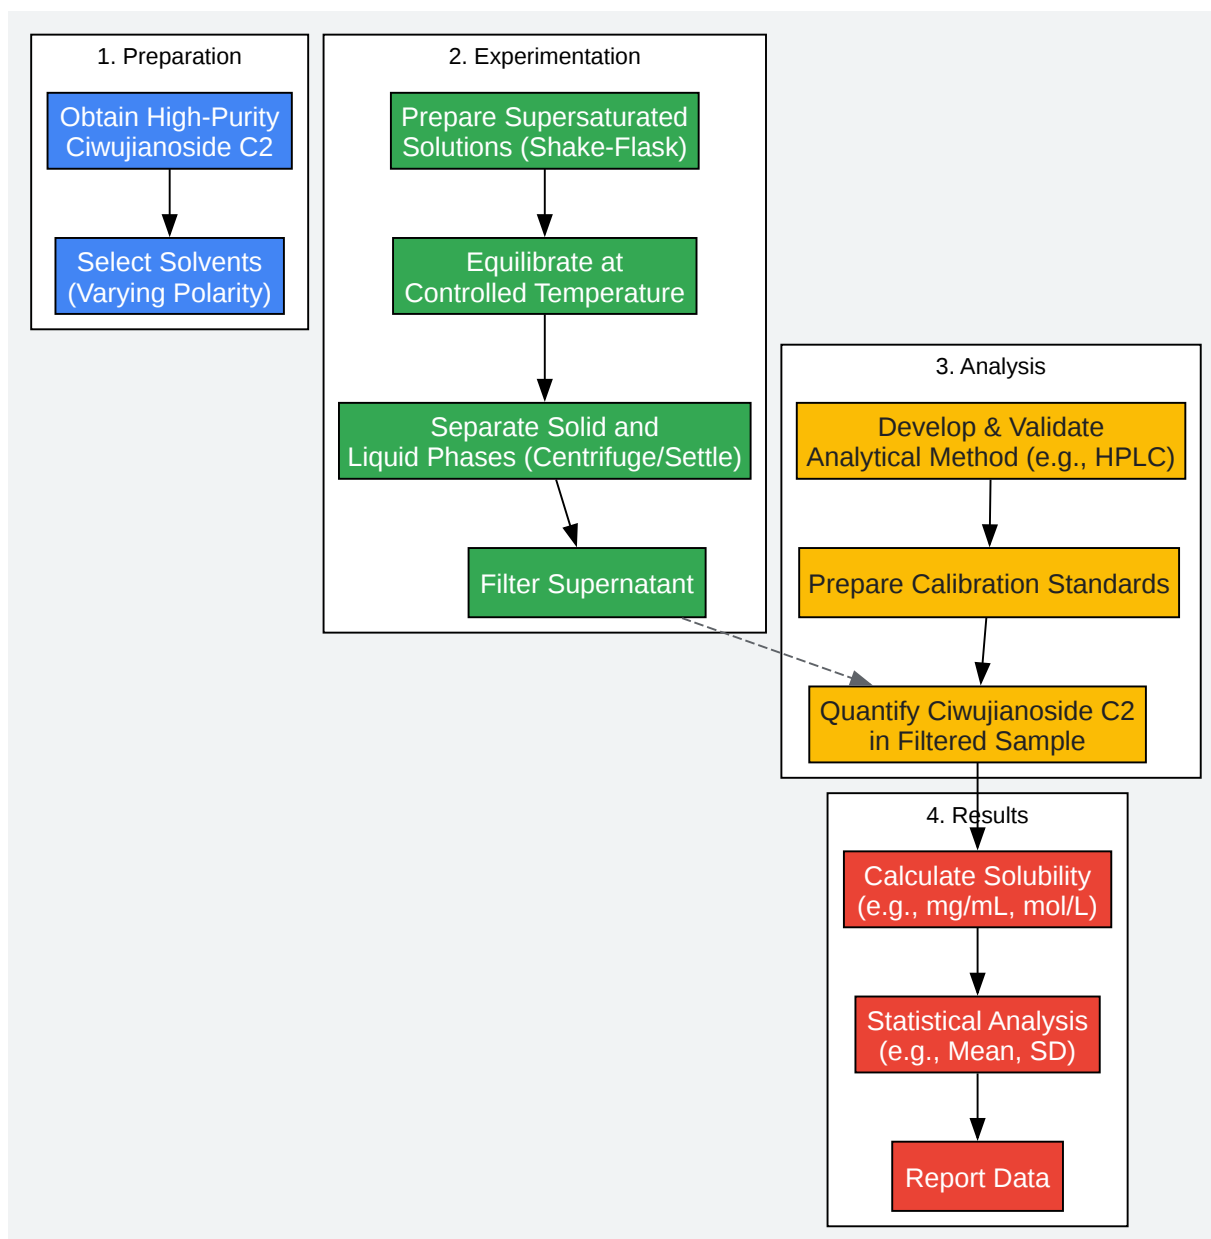 1. Preparation
Obtain High-Purity
Ciwujianoside C2
Select Solvents
(Varying Polarity)
2. Experimentation
Prepare Supersaturated
Solutions (Shake-Flask)
Equilibrate at
Controlled Temperature
Separate Solid and
Liquid Phases (Centrifuge/Settle)
Filter Supernatant
3. Analysis
Develop & Validate
Analytical Method (e.g., HPLC)
Prepare Calibration Standards
Quantify Ciwujianoside C2
in Filtered Sample
4. Results
Calculate Solubility
(e.g., mg/mL, mol/L)
Statistical Analysis
(e.g., Mean, SD)
Report Data